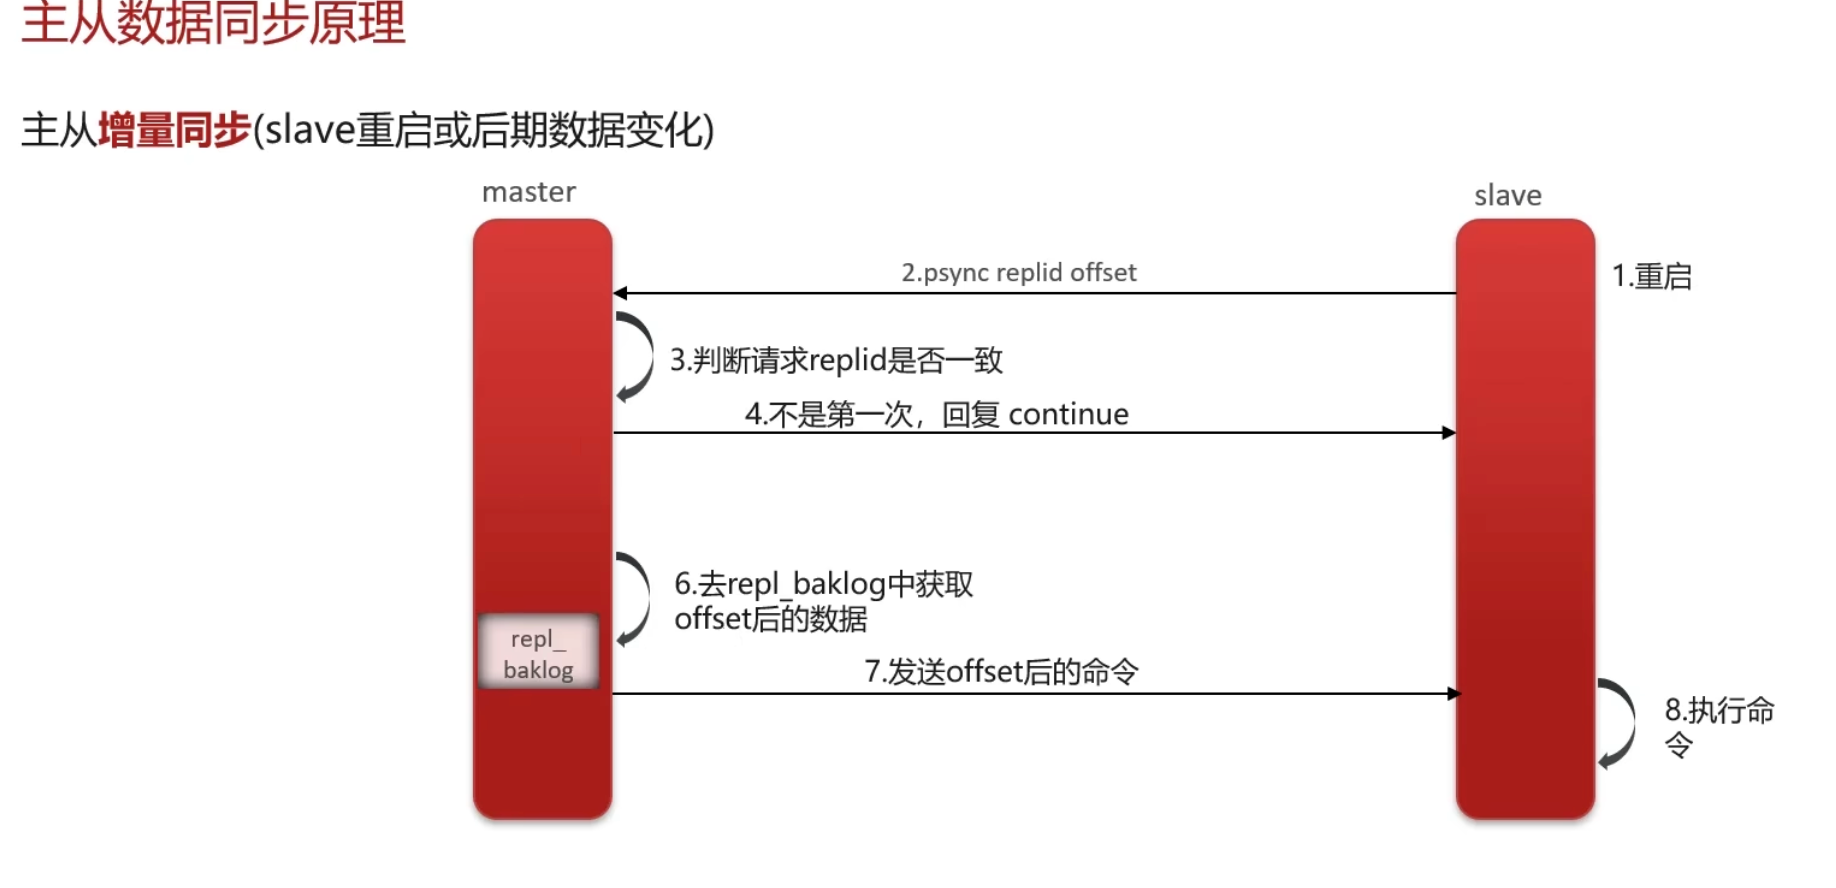 主从数据同步原理
主从增量同步(slave重启或后期数据变化)
master
slave
1.重启
2.psync replid offset
3.判断请求replid是否一致
4.不是第一次，回复 continue
6.去repl_baklog中获取
offset后的数据
repl_
baklog
7.发送offset后的命令
8.执行命
令